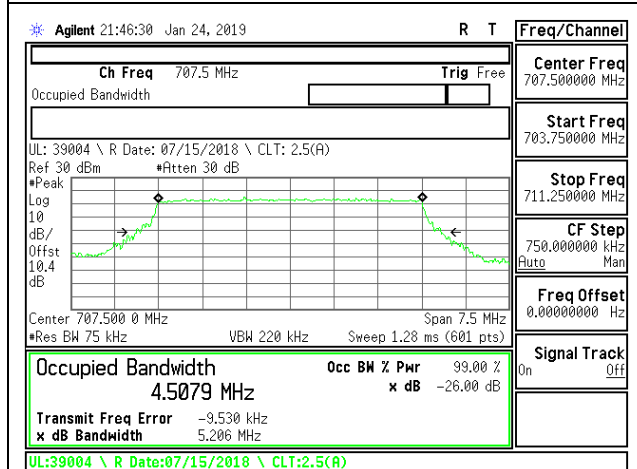 Agilent 21:46:30 Jan 24, 2019 R T
Freq/Channel
Ch Freq 707.5 MHz Trig Free
Occupied Bandwidth
Center Freq
707.500000 MHz
Start Freq
703.750000 MHz
UL: 39004 \ R Date: 07/15/2018 \ CLT: 2.5(A)
Ref 30 dBm #Atten 30 dB
#Peak
Log
10
dB/
Offst
10.4
dB
Stop Freq
711.250000 MHz
CF Step
750.000000 kHz
Auto Man
Freq Offset
0.00000000 Hz
Center 707.500 0 MHz Span 7.5 MHz
#Res BW 75 kHz VBW 220 kHz Sweep 1.28 ms (601 pts)
Signal Track
On Off
Occupied Bandwidth Occ BW % Pwr 99.00 %
4.5079 MHz x dB -26.00 dB
Transmit Freq Error -9.530 kHz
x dB Bandwidth 5.206 MHz
UL:39004 \ R Date:07/15/2018 \ CLT:2.5(A)